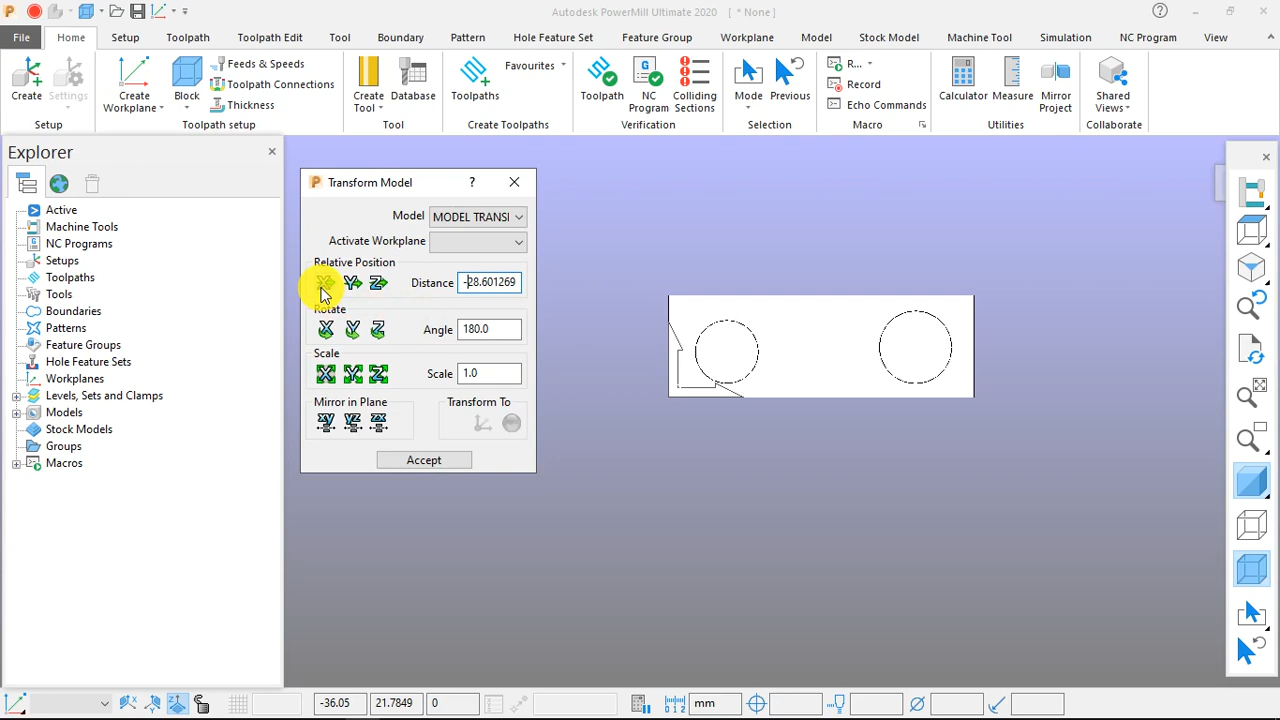 Autodesk PowerMill Ultimate 2020 [ * None ]
File Home Setup Toolpath Toolpath Edit Tool Boundary Pattern Hole Feature Set Feature Group Workplane Model Stock Model Machine Tool Simulation NC Program View
Create
Settings
Setup
Create
Workplane
Block
Feeds & Speeds
Toolpath Connections
Thickness
Toolpath setup
Create
Tool
Database
Tool
Toolpaths
Favourites
Create Toolpaths
Toolpath
NC
Program
Colliding
Sections
Verification
Mode
Previous
Selection
R...
Record
Echo Commands
Macro
Calculator
Measure
Mirror
Project
Utilities
Shared
Views
Collaborate
Explorer
Active
Machine Tools
NC Programs
Setups
Toolpaths
Tools
Boundaries
Patterns
Feature Groups
Hole Feature Sets
Workplanes
Levels, Sets and Clamps
Models
Stock Models
Groups
Macros
Transform Model
Model MODEL TRANSI
Activate Workplane
Relative Position
X Y Z Distance -28.601269
Rotate
X Y Z Angle 180.0
Scale
X Y Z Scale 1.0
Mirror in Plane Transform To
xy yz zx
Accept
-36.05 21.7849 0 mm